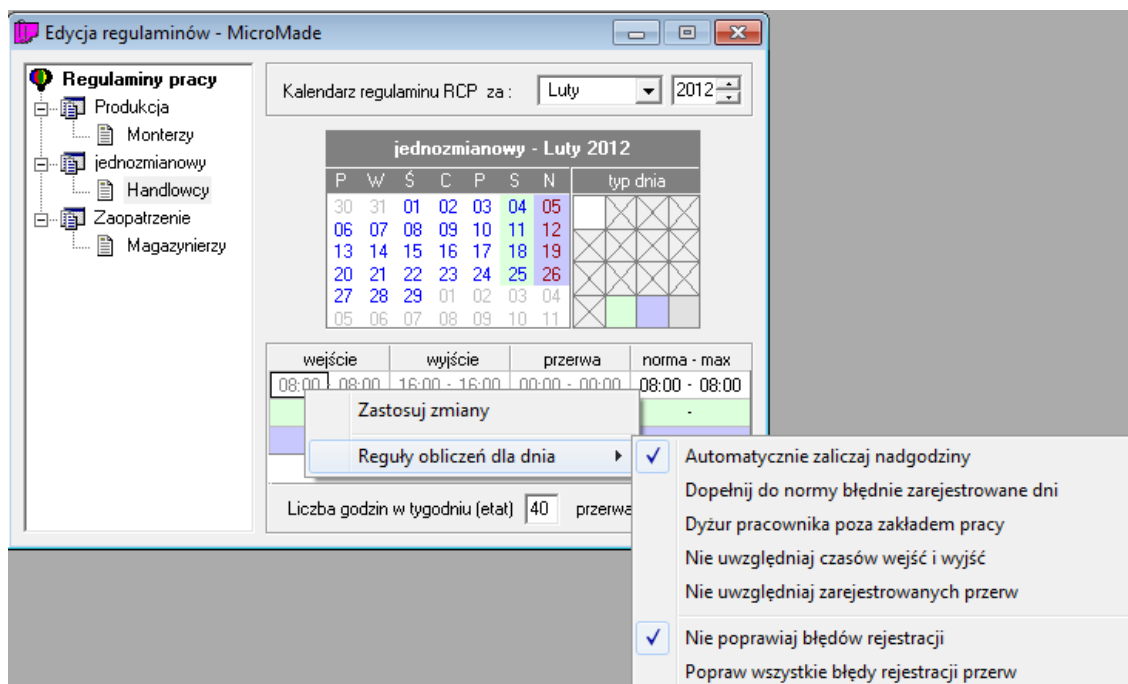 Edycja regulaminów - MicroMade
Regulaminy pracy
Produkcja
Monterzy
jednozmianowy
Handlowcy
Zaopatrzenie
Magazynierzy
Kalendarz regulaminu RCP za : Luty 2012
jednozmianowy - Luty 2012
P W Ś C P S N typ dnia
30 31 01 02 03 04 05
06 07 08 09 10 11 12
13 14 15 16 17 18 19
20 21 22 23 24 25 26
27 28 29 01 02 03 04
05 06 07 08 09 10 11
wejście wyjście przerwa norma - max
08:00 - 08:00 16:00 - 16:00 00:00 - 00:00 08:00 - 08:00
-
Zastosuj zmiany
Reguły obliczeń dla dnia
Liczba godzin w tygodniu (etat) 40 przerwa
Automatycznie zaliczaj nadgodziny
Dopełnij do normy błędnie zarejestrowane dni
Dyżur pracownika poza zakładem pracy
Nie uwzględniaj czasów wejść i wyjść
Nie uwzględniaj zarejestrowanych przerw
Nie poprawiaj błędów rejestracji
Popraw wszystkie błędy rejestracji przerw